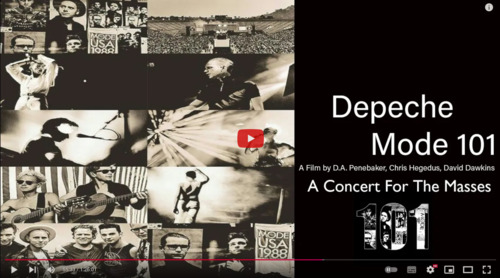 USA
1988
Depeche
Mode 101
A Film by D.A. Penebaker, Chris Hegedus, David Dawkins
A Concert For The Masses
101
MODE
USA
1988